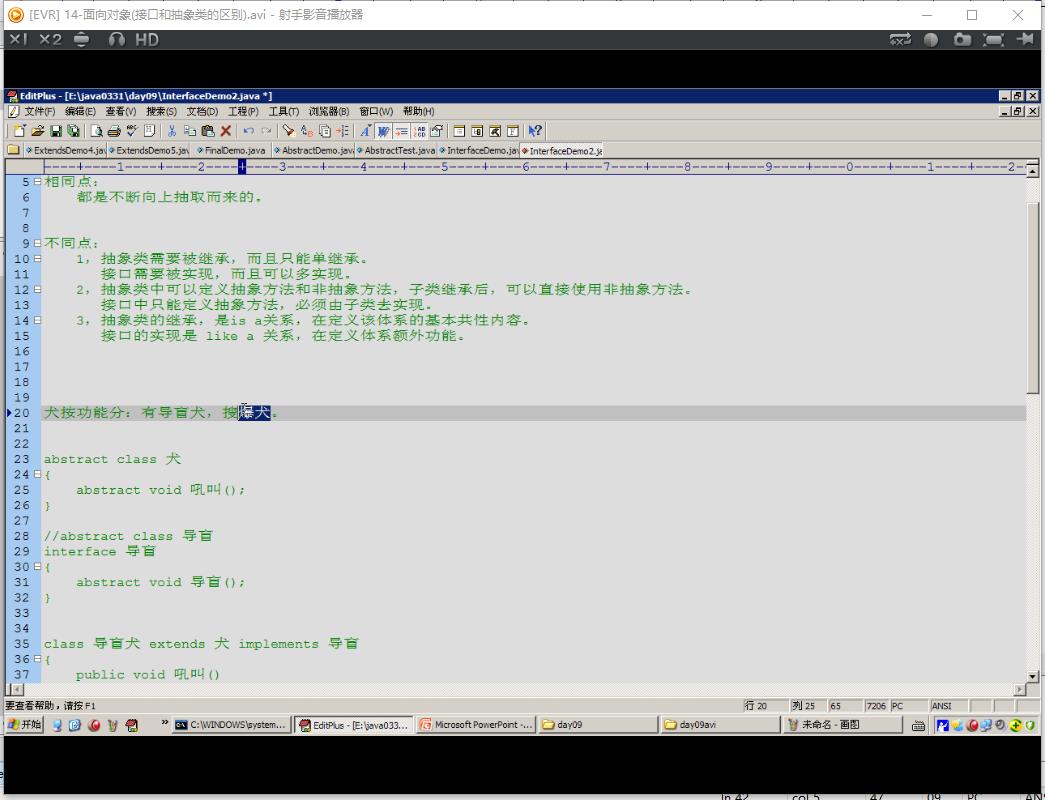 [EVR] 14-面向对象(接口和抽象类的区别).avi - 射手影音播放器
×1 ×2 HD
EditPlus - [E:\java0331\day09\InterfaceDemo2.java *]
文件(F) 编辑(E) 查看(V) 搜索(S) 文档(D) 工程(P) 工具(T) 浏览器(B) 窗口(W) 帮助(H)
ExtendsDemo4.jav ExtendsDemo5.jav FinalDemo.java AbstractDemo.java AbstractTest.java InterfaceDemo.jav InterfaceDemo2.ja
----+----1----+----2----+----3----+----4----+----5----+----6----+----7----+----8----+----9----+----0----+----1----+----2-
5 相同点：
6 都是不断向上抽取而来的。
7
8
9 不同点：
10 1，抽象类需要被继承，而且只能单继承。
11 接口需要被实现，而且可以多实现。
12 2，抽象类中可以定义抽象方法和非抽象方法，子类继承后，可以直接使用非抽象方法。
13 接口中只能定义抽象方法，必须由子类去实现。
14 3，抽象类的继承，是is a关系，在定义该体系的基本共性内容。
15 接口的实现是 like a 关系，在定义体系额外功能。
16
17
18
19
20 犬按功能分：有导盲犬，搜爆犬。
21
22
23 abstract class 犬
24 {
25 abstract void 吼叫();
26 }
27
28 //abstract class 导盲
29 interface 导盲
30 {
31 abstract void 导盲();
32 }
33
34
35 class 导盲犬 extends 犬 implements 导盲
36 {
37 public void 吼叫()
要查看帮助，请按 F1 行 20 列 25 65 7206 PC ANSI
开始 » C:\WINDOWS\system... EditPlus - [E:\java033... Microsoft PowerPoint -... day09 day09avi 未命名 - 画图
ln 42 col 5 47 09 PC